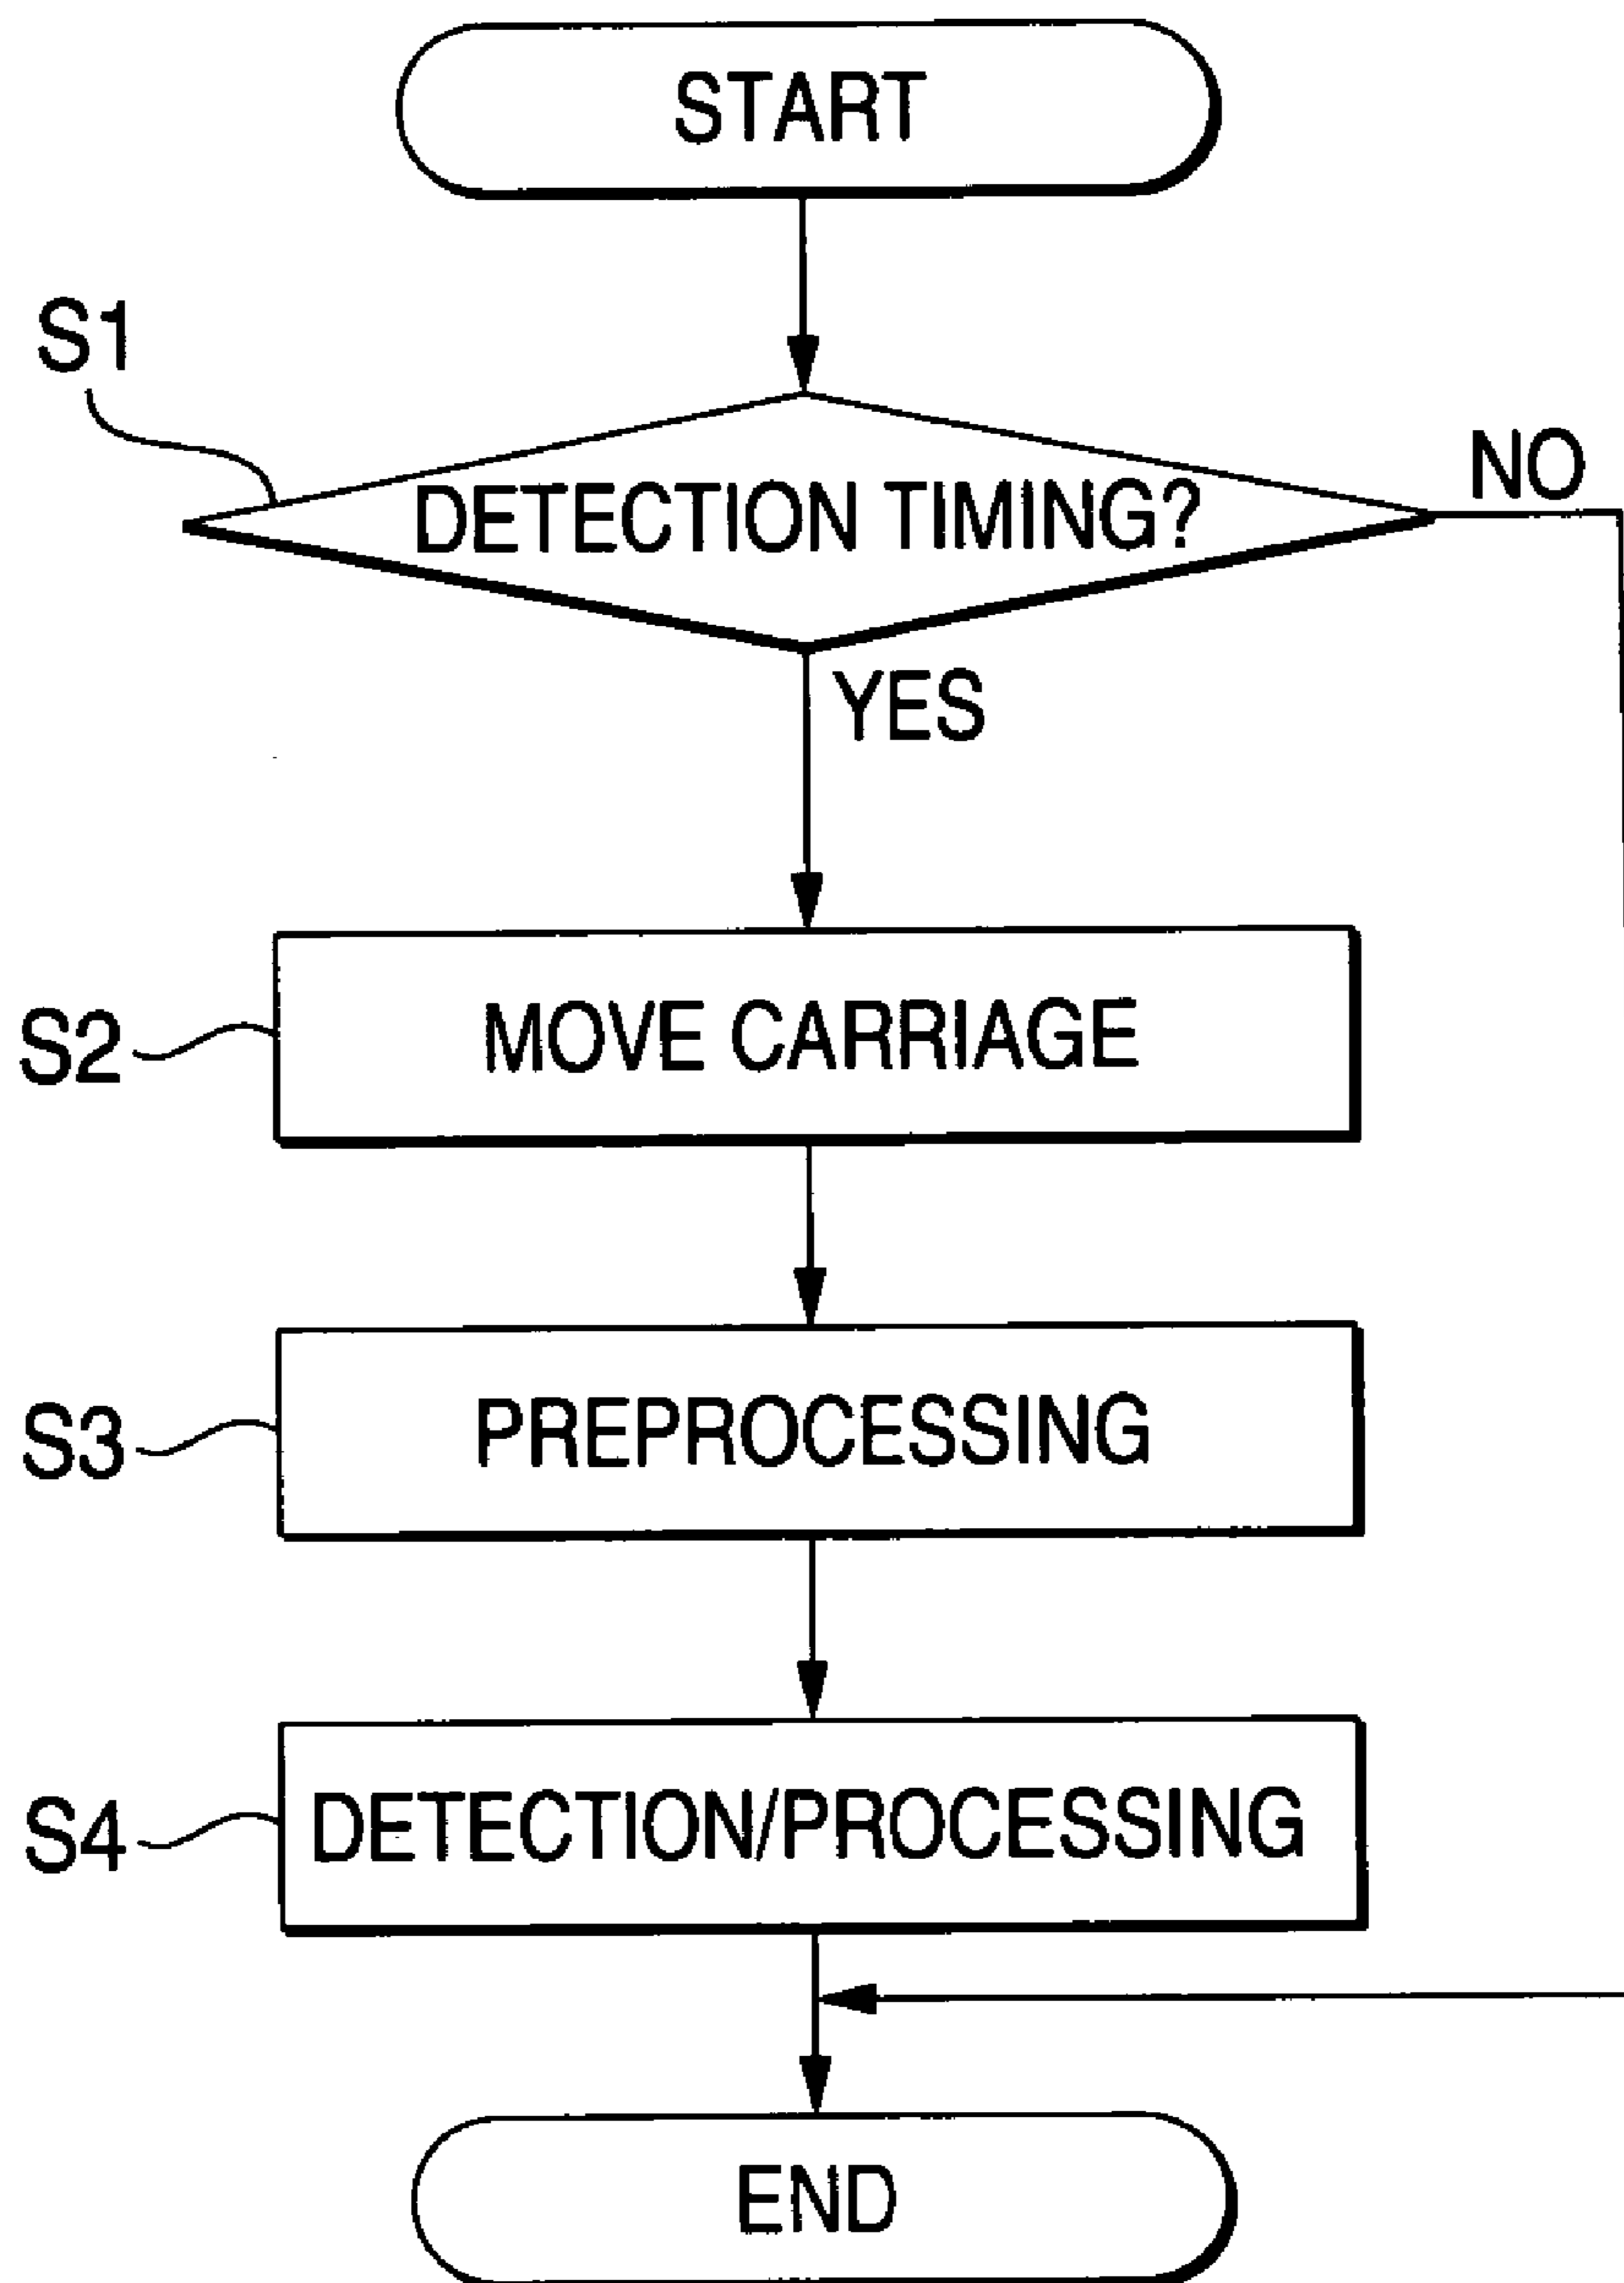 START
S1
DETECTION TIMING?
NO
YES
S2
MOVE CARRIAGE
S3
PREPROCESSING
S4
DETECTION/PROCESSING
END